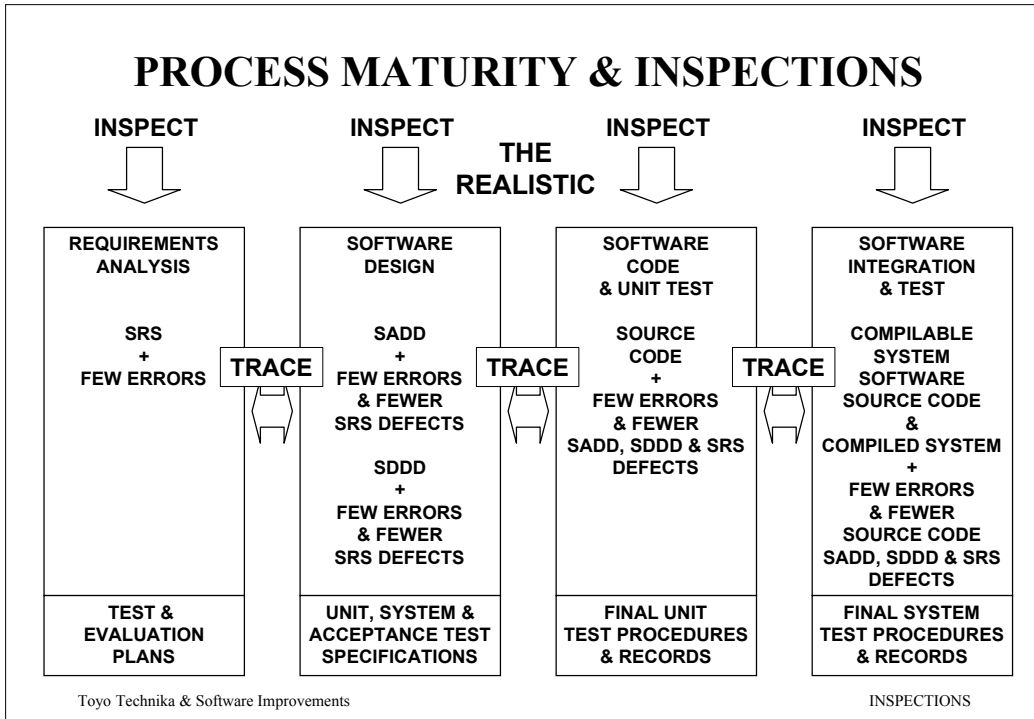 PROCESS MATURITY & INSPECTIONS
INSPECT
INSPECT
INSPECT
INSPECT
THE
REALISTIC
REQUIREMENTS
ANALYSIS
SRS
+
FEW ERRORS
TEST &
EVALUATION
PLANS
TRACE
SOFTWARE
DESIGN
SADD
+
FEW ERRORS
& FEWER
SRS DEFECTS
SDDD
+
FEW ERRORS
& FEWER
SRS DEFECTS
UNIT, SYSTEM &
ACCEPTANCE TEST
SPECIFICATIONS
TRACE
SOFTWARE
CODE
& UNIT TEST
SOURCE
CODE
+
FEW ERRORS
& FEWER
SADD, SDDD & SRS
DEFECTS
FINAL UNIT
TEST PROCEDURES
& RECORDS
TRACE
SOFTWARE
INTEGRATION
& TEST
COMPILABLE
SYSTEM
SOFTWARE
SOURCE CODE
&
COMPILED SYSTEM
+
FEW ERRORS
& FEWER
SOURCE CODE
SADD, SDDD & SRS
DEFECTS
FINAL SYSTEM
TEST PROCEDURES
& RECORDS
Toyo Technika & Software Improvements
INSPECTIONS